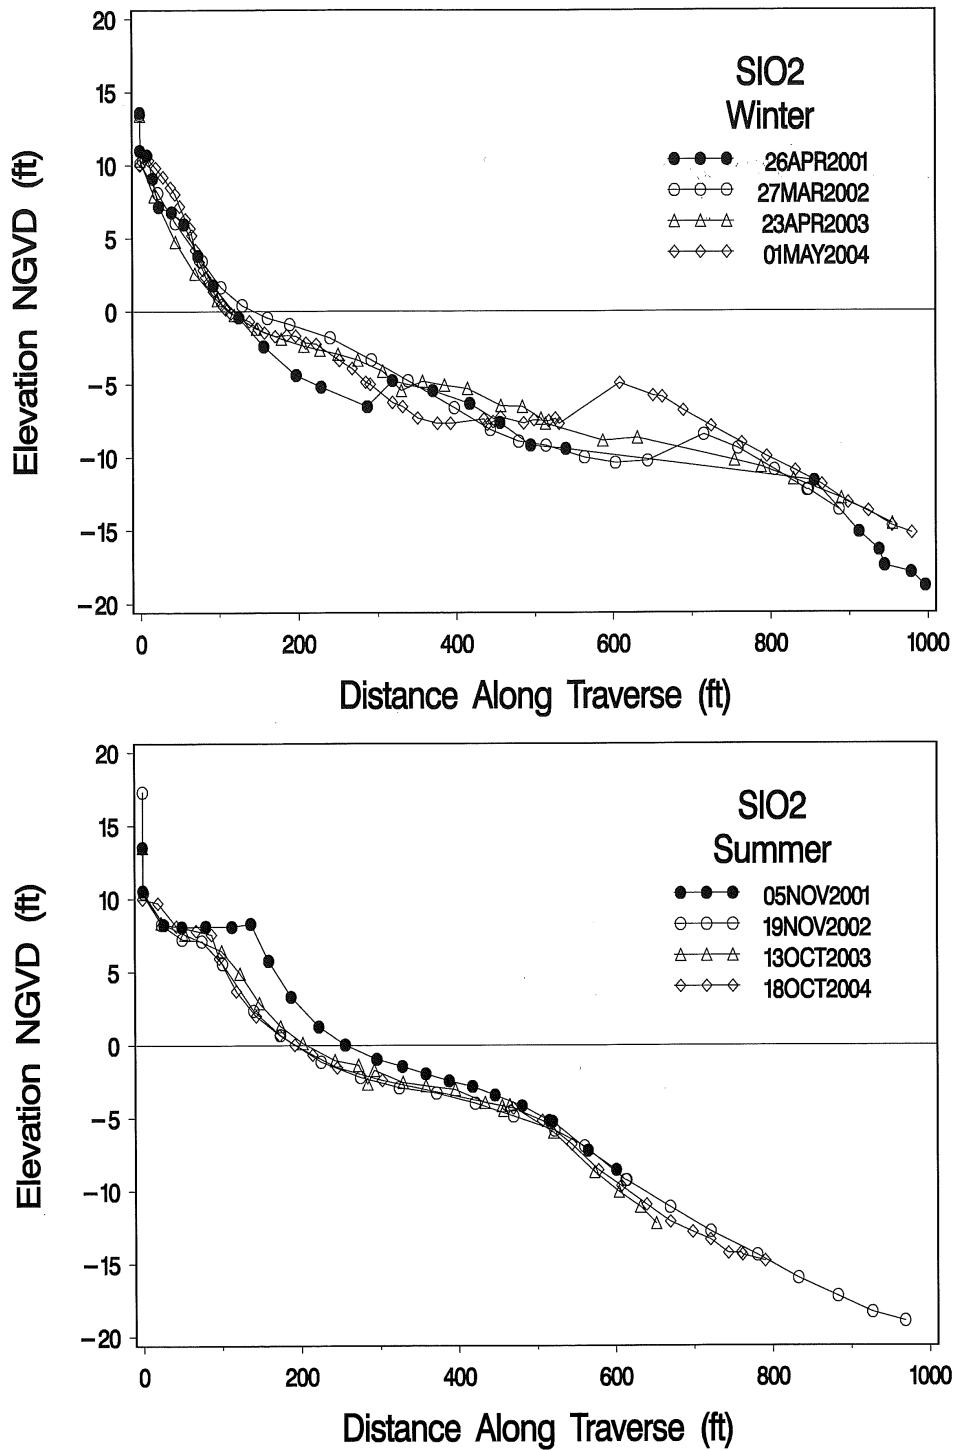 SIO2
Winter
26APR2001
27MAR2002
23APR2003
01MAY2004
Elevation NGVD (ft)
20
15
10
5
0
−5
−10
−15
−20
0 200 400 600 800 1000
Distance Along Traverse (ft)
SIO2
Summer
05NOV2001
19NOV2002
13OCT2003
18OCT2004
Elevation NGVD (ft)
20
15
10
5
0
−5
−10
−15
−20
0 200 400 600 800 1000
Distance Along Traverse (ft)